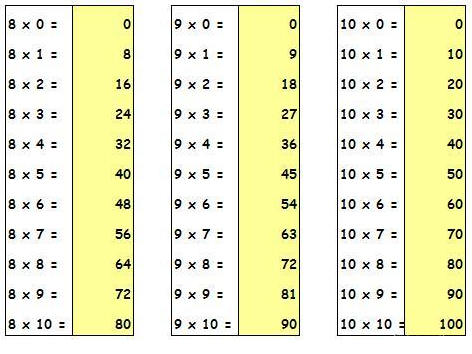 8 x 0 = 0
8 x 1 = 8
8 x 2 = 16
8 x 3 = 24
8 x 4 = 32
8 x 5 = 40
8 x 6 = 48
8 x 7 = 56
8 x 8 = 64
8 x 9 = 72
8 x 10 = 80
9 x 0 = 0
9 x 1 = 9
9 x 2 = 18
9 x 3 = 27
9 x 4 = 36
9 x 5 = 45
9 x 6 = 54
9 x 7 = 63
9 x 8 = 72
9 x 9 = 81
9 x 10 = 90
10 x 0 = 0
10 x 1 = 10
10 x 2 = 20
10 x 3 = 30
10 x 4 = 40
10 x 5 = 50
10 x 6 = 60
10 x 7 = 70
10 x 8 = 80
10 x 9 = 90
10 x 10 = 100